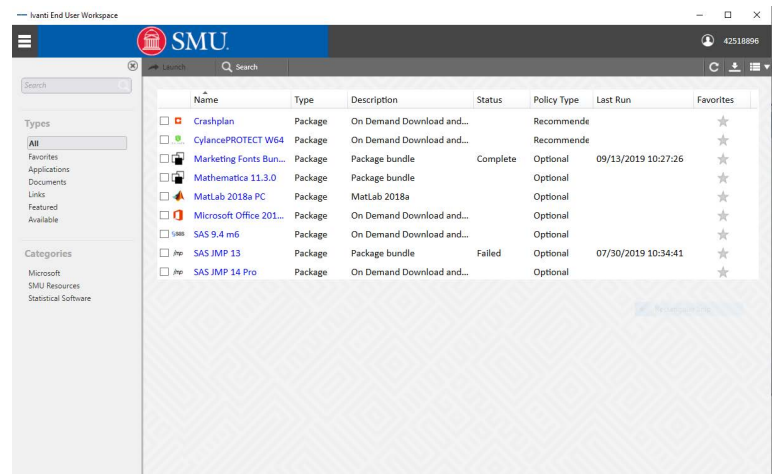 Ivanti End User Workspace
SMU.
42518896
Launch
Search
Search
Name Type Description Status Policy Type Last Run Favorites
Crashplan Package On Demand Download and... Recommende
CylancePROTECT W64 Package On Demand Download and... Recommende
Marketing Fonts Bun... Package Package bundle Complete Optional 09/13/2019 10:27:26
Mathematica 11.3.0 Package Package bundle Optional
MatLab 2018a PC Package MatLab 2018a Optional
Microsoft Office 201... Package On Demand Download and... Optional
SAS 9.4 m6 Package On Demand Download and... Optional
SAS JMP 13 Package Package bundle Failed Optional 07/30/2019 10:34:41
SAS JMP 14 Pro Package On Demand Download and... Optional
Types
All
Favorites
Applications
Documents
Links
Featured
Available
Categories
Microsoft
SMU Resources
Statistical Software